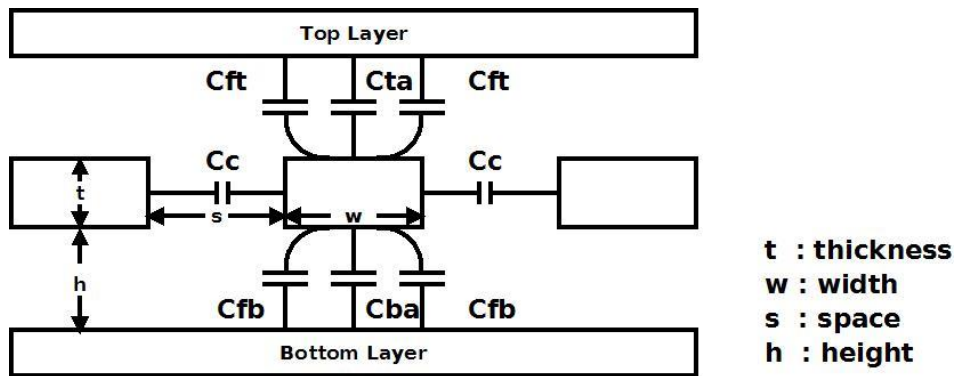 Top Layer
Cft Cta Cft
Cc Cc
t
s w
h
Cfb Cba Cfb
Bottom Layer
t : thickness
w : width
s : space
h : height